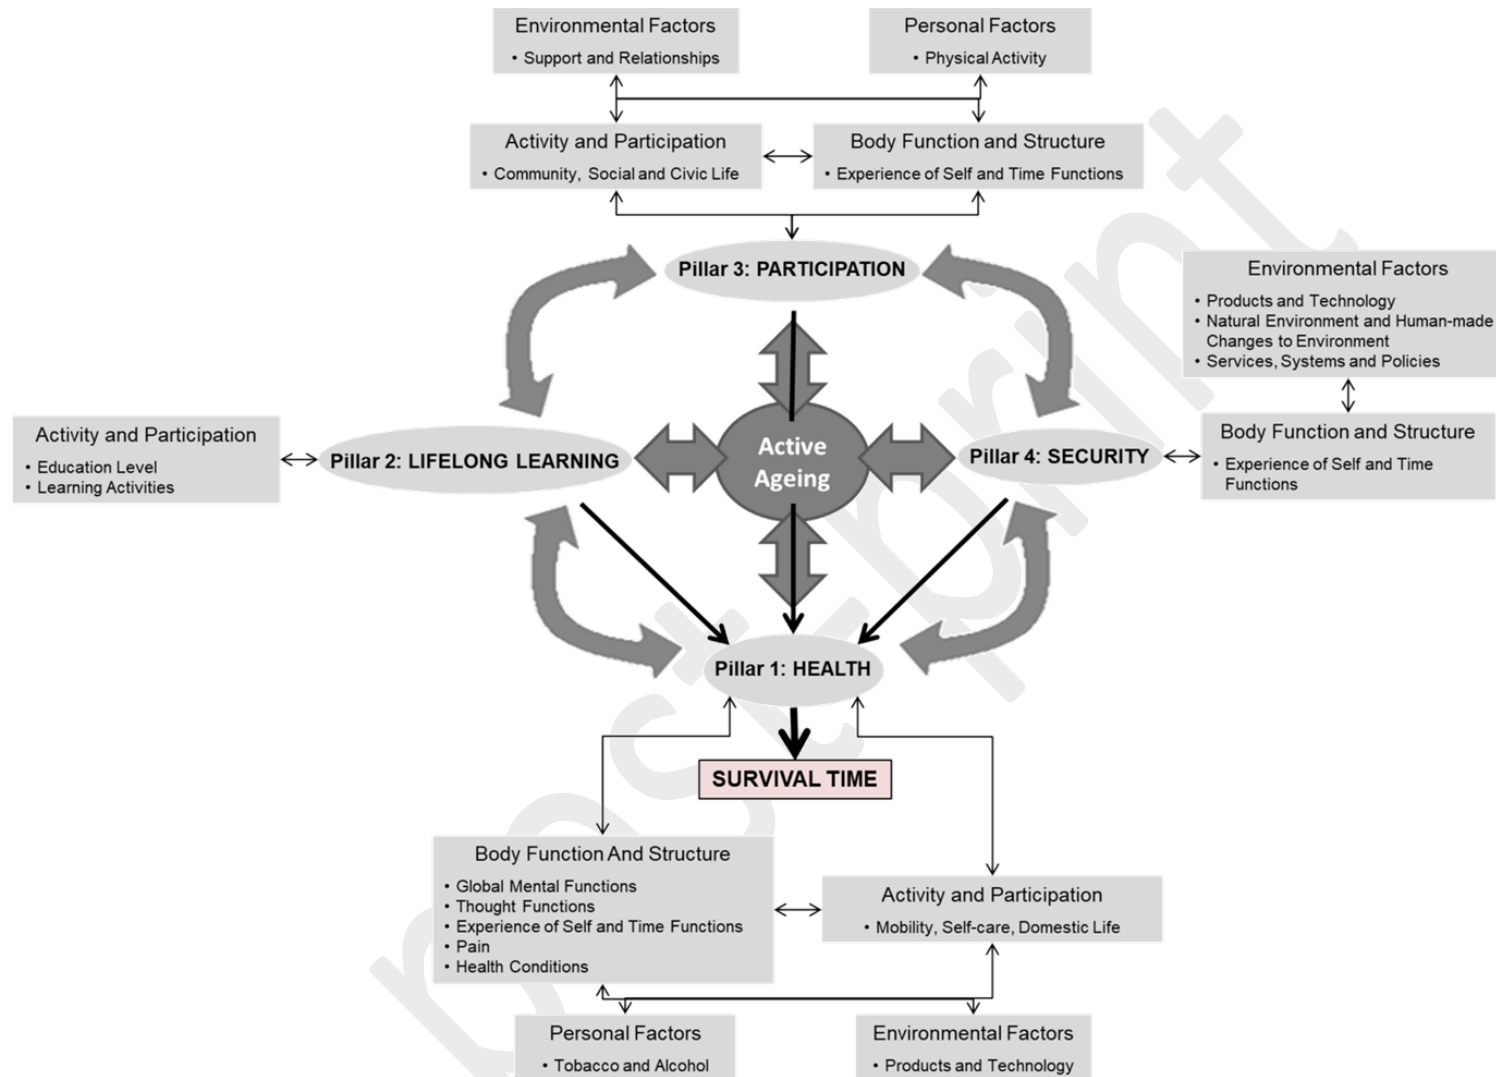 Environmental Factors
• Support and Relationships
Personal Factors
• Physical Activity
Activity and Participation
• Community, Social and Civic Life
Body Function and Structure
• Experience of Self and Time Functions
Pillar 3: PARTICIPATION
Environmental Factors
• Products and Technology
• Natural Environment and Human-made
Changes to Environment
• Services, Systems and Policies
Activity and Participation
• Education Level
• Learning Activities
Pillar 2: LIFELONG LEARNING
Active
Ageing
Pillar 4: SECURITY
Body Function and Structure
• Experience of Self and Time
Functions
Pillar 1: HEALTH
SURVIVAL TIME
Body Function And Structure
• Global Mental Functions
• Thought Functions
• Experience of Self and Time Functions
• Pain
• Health Conditions
Activity and Participation
• Mobility, Self-care, Domestic Life
Personal Factors
• Tobacco and Alcohol
Environmental Factors
• Products and Technology
post-print